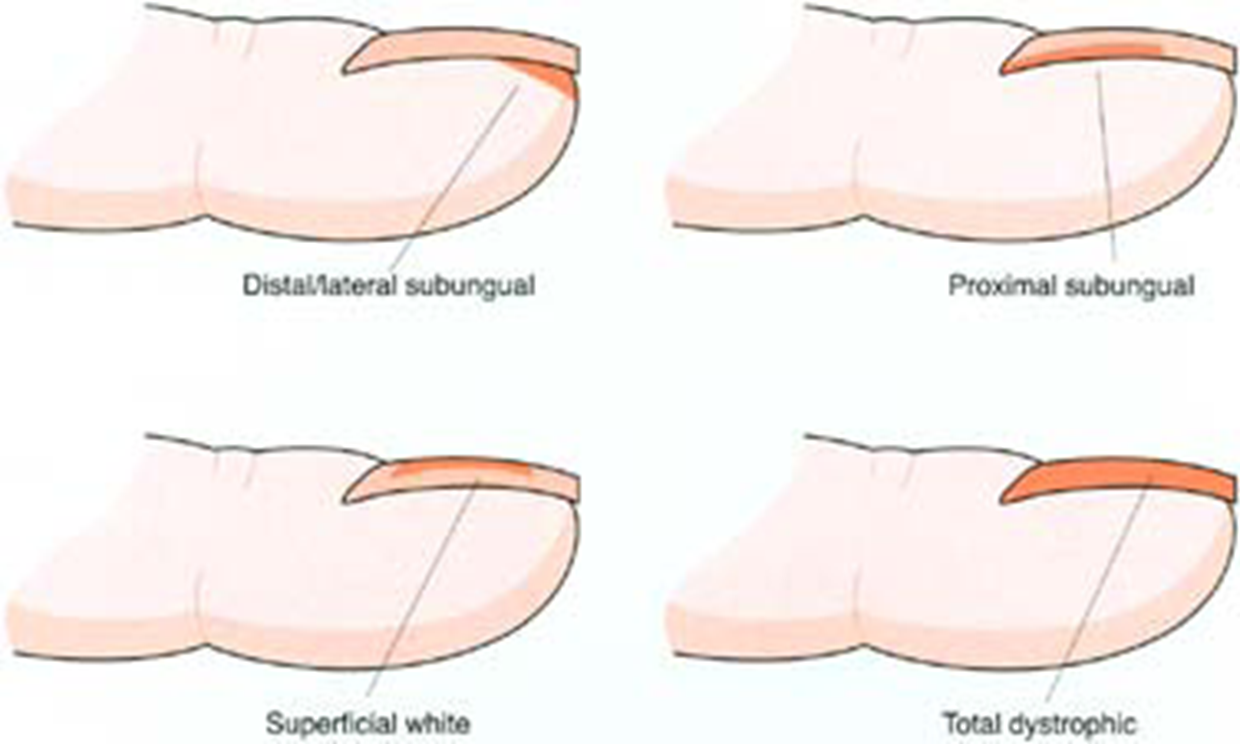 Distal/lateral subungual
Proximal subungual
Superficial white
Total dystrophic